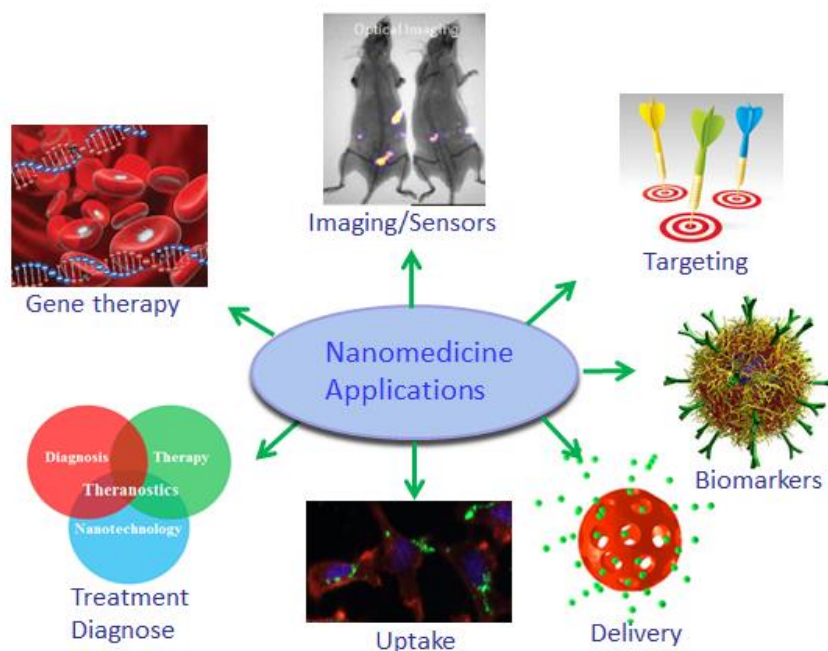 Optical Imaging
Imaging/Sensors
Targeting
Gene therapy
Nanomedicine
Applications
Biomarkers
Diagnosis
Therapy
Theranostics
Nanotechnology
Treatment
Diagnose
Uptake
Delivery